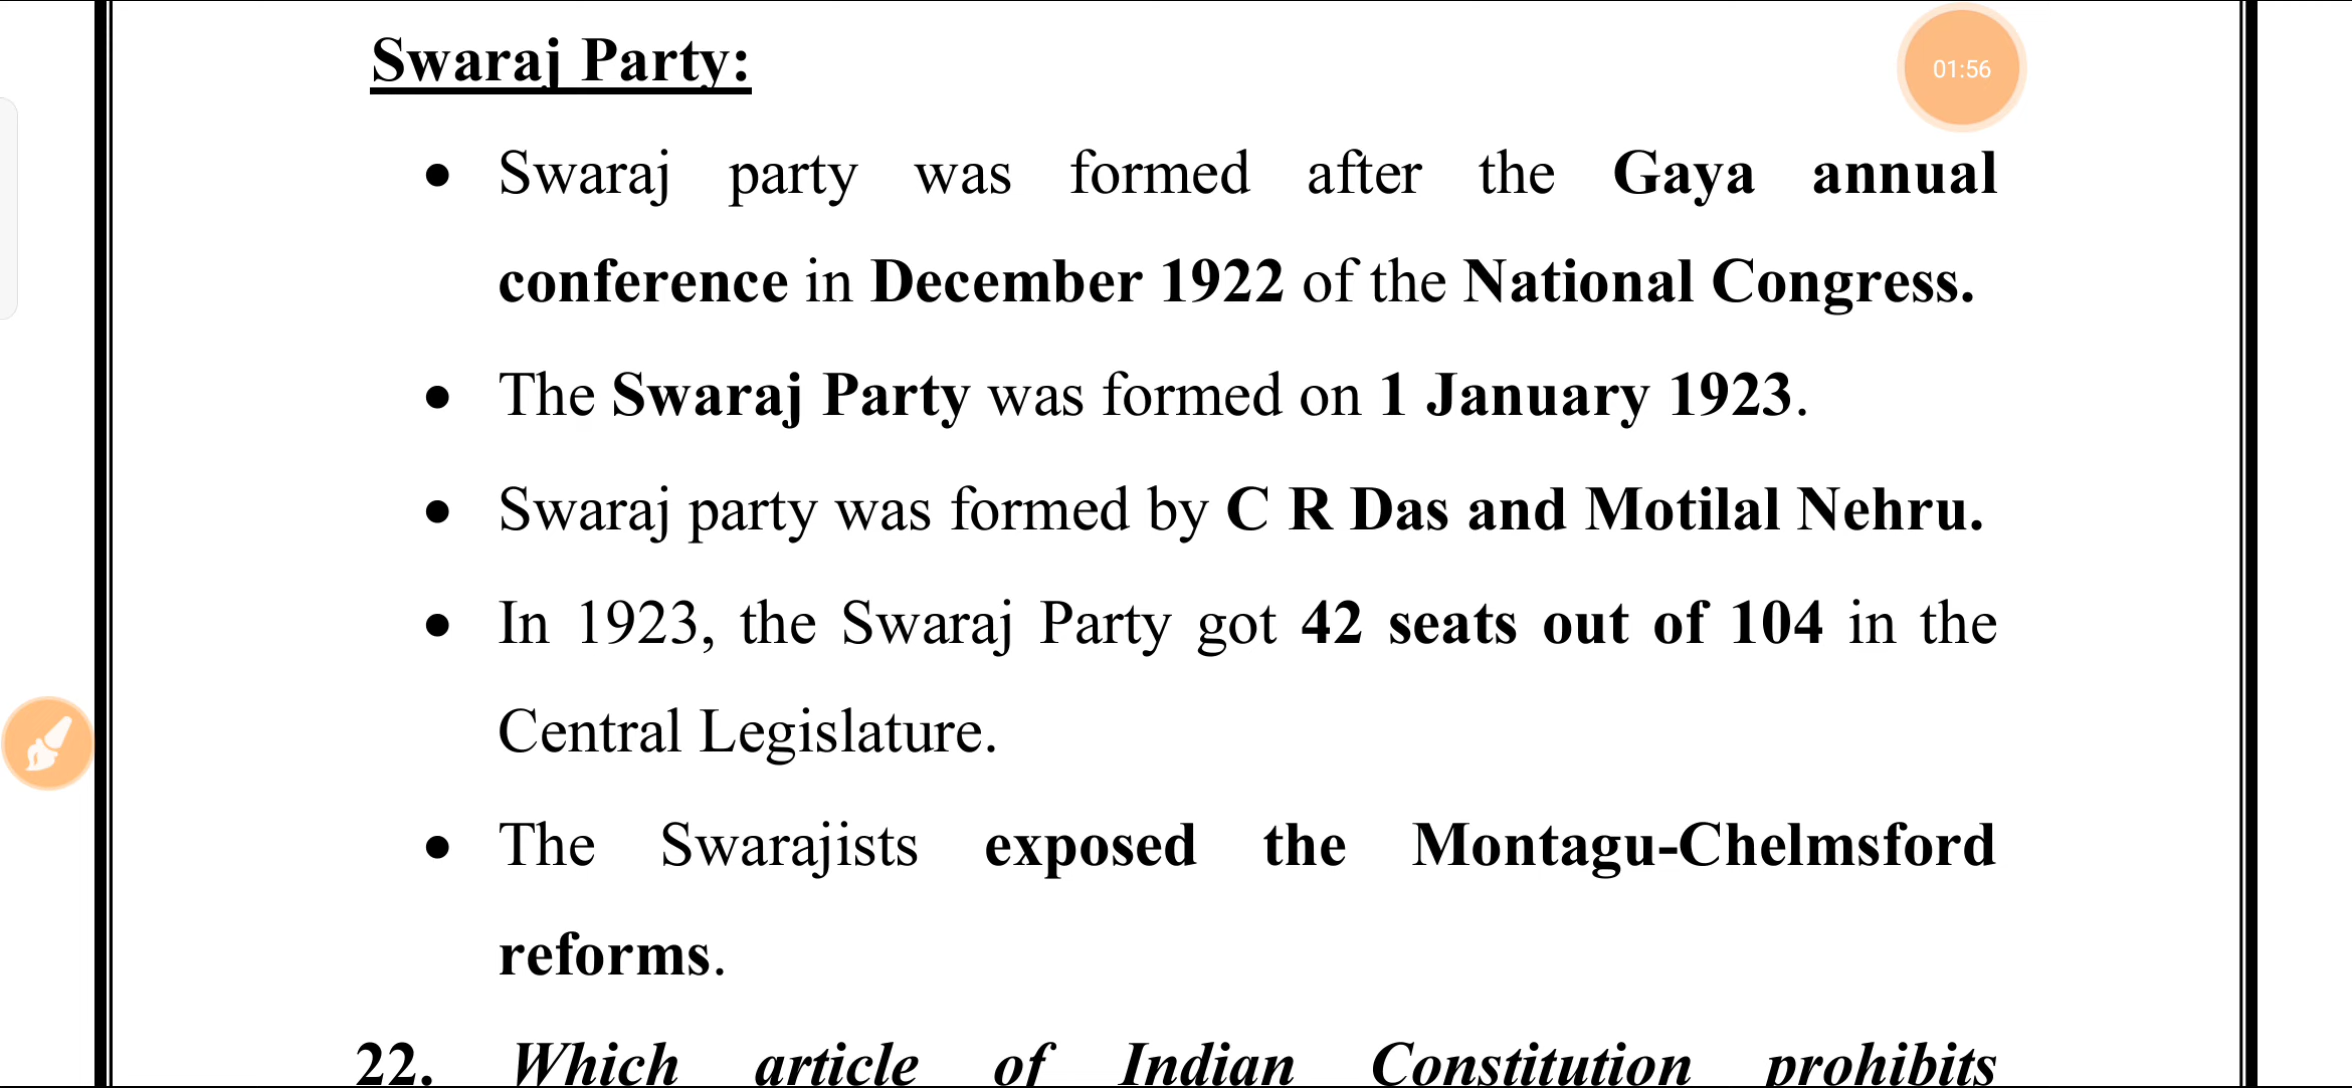 Swaraj Party:
01:56
• Swaraj party was formed after the Gaya annual
conference in December 1922 of the National Congress.
• The Swaraj Party was formed on 1 January 1923.
• Swaraj party was formed by C R Das and Motilal Nehru.
• In 1923, the Swaraj Party got 42 seats out of 104 in the
Central Legislature.
• The Swarajists exposed the Montagu-Chelmsford
reforms.
22. Which article of Indian Constitution prohibits